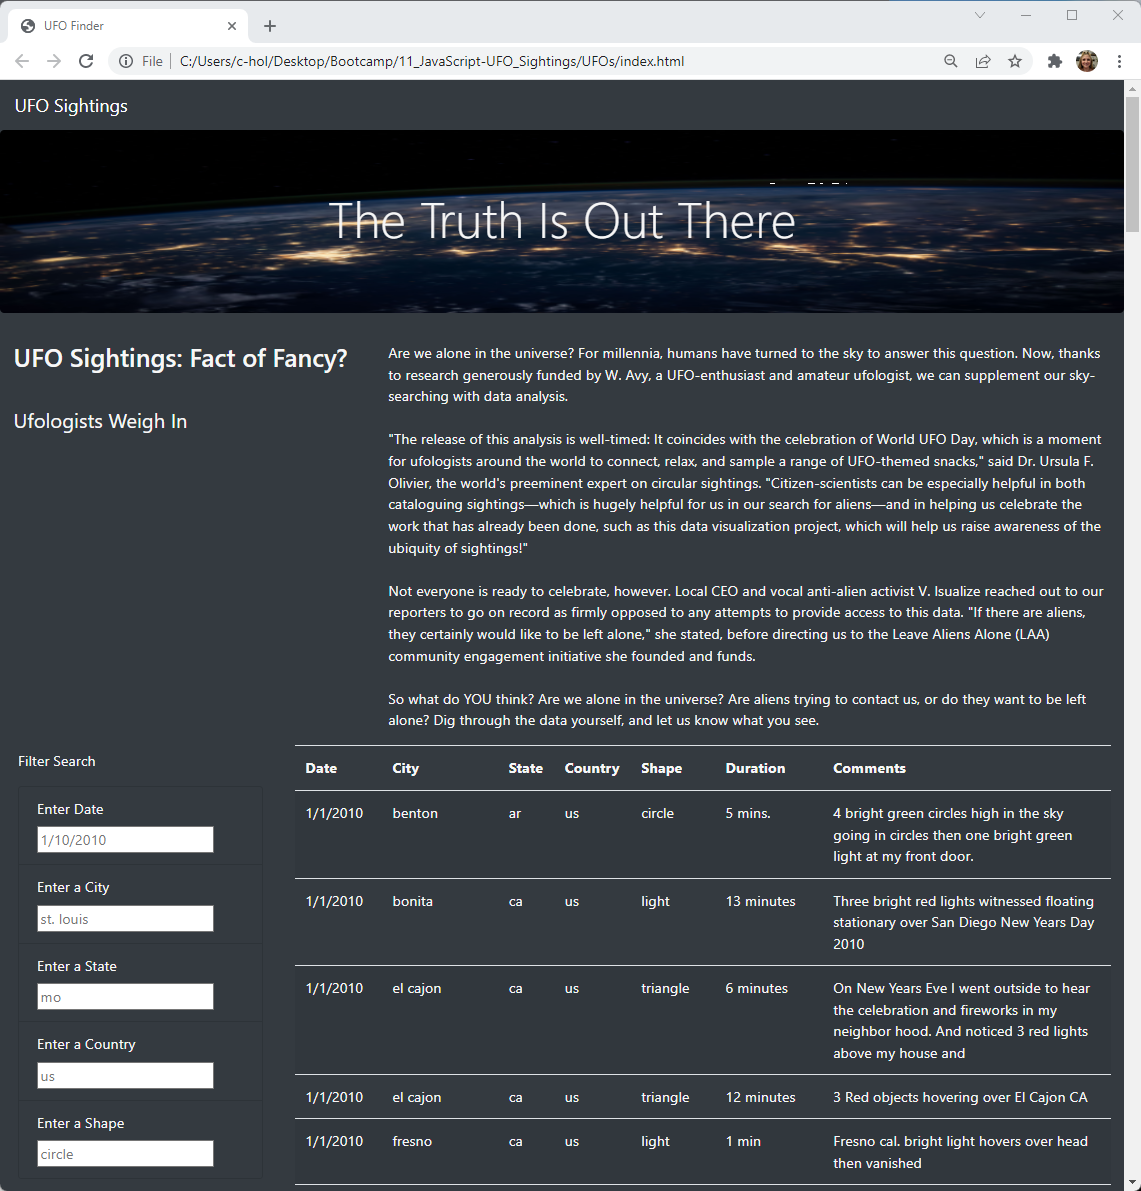 UFO Finder
File | C:/Users/c-hol/Desktop/Bootcamp/11_JavaScript-UFO_Sightings/UFOs/index.html
UFO Sightings
The Truth Is Out There
UFO Sightings: Fact of Fancy?
Ufologists Weigh In
Are we alone in the universe? For millennia, humans have turned to the sky to answer this question. Now, thanks
to research generously funded by W. Avy, a UFO-enthusiast and amateur ufologist, we can supplement our sky-
searching with data analysis.
"The release of this analysis is well-timed: It coincides with the celebration of World UFO Day, which is a moment
for ufologists around the world to connect, relax, and sample a range of UFO-themed snacks," said Dr. Ursula F.
Olivier, the world's preeminent expert on circular sightings. "Citizen-scientists can be especially helpful in both
cataloguing sightings—which is hugely helpful for us in our search for aliens—and in helping us celebrate the
work that has already been done, such as this data visualization project, which will help us raise awareness of the
ubiquity of sightings!"
Not everyone is ready to celebrate, however. Local CEO and vocal anti-alien activist V. Isualize reached out to our
reporters to go on record as firmly opposed to any attempts to provide access to this data. "If there are aliens,
they certainly would like to be left alone," she stated, before directing us to the Leave Aliens Alone (LAA)
community engagement initiative she founded and funds.
So what do YOU think? Are we alone in the universe? Are aliens trying to contact us, or do they want to be left
alone? Dig through the data yourself, and let us know what you see.
Filter Search
Enter Date
1/10/2010
Enter a City
st. louis
Enter a State
mo
Enter a Country
us
Enter a Shape
circle
Date City State Country Shape Duration Comments
1/1/2010 benton ar us circle 5 mins. 4 bright green circles high in the sky
going in circles then one bright green
light at my front door.
1/1/2010 bonita ca us light 13 minutes Three bright red lights witnessed floating
stationary over San Diego New Years Day
2010
1/1/2010 el cajon ca us triangle 6 minutes On New Years Eve I went outside to hear
the celebration and fireworks in my
neighbor hood. And noticed 3 red lights
above my house and
1/1/2010 el cajon ca us triangle 12 minutes 3 Red objects hovering over El Cajon CA
1/1/2010 fresno ca us light 1 min Fresno cal. bright light hovers over head
then vanished